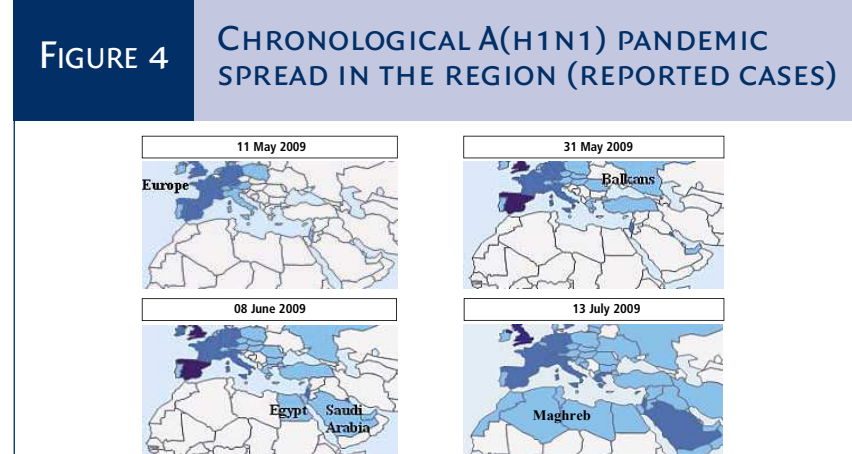 FIGURE 4
CHRONOLOGICAL A(H1N1) PANDEMIC
SPREAD IN THE REGION (REPORTED CASES)
11 May 2009
Europe
31 May 2009
Balkans
08 June 2009
Egypt
Saudi
Arabia
13 July 2009
Maghreb